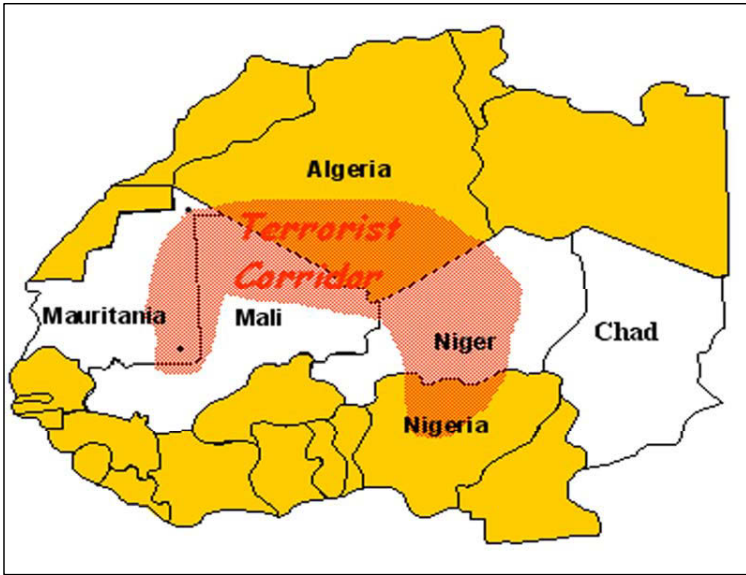 Algeria
Terrorist
Corridor
Mauritania
Mali
Niger
Chad
Nigeria